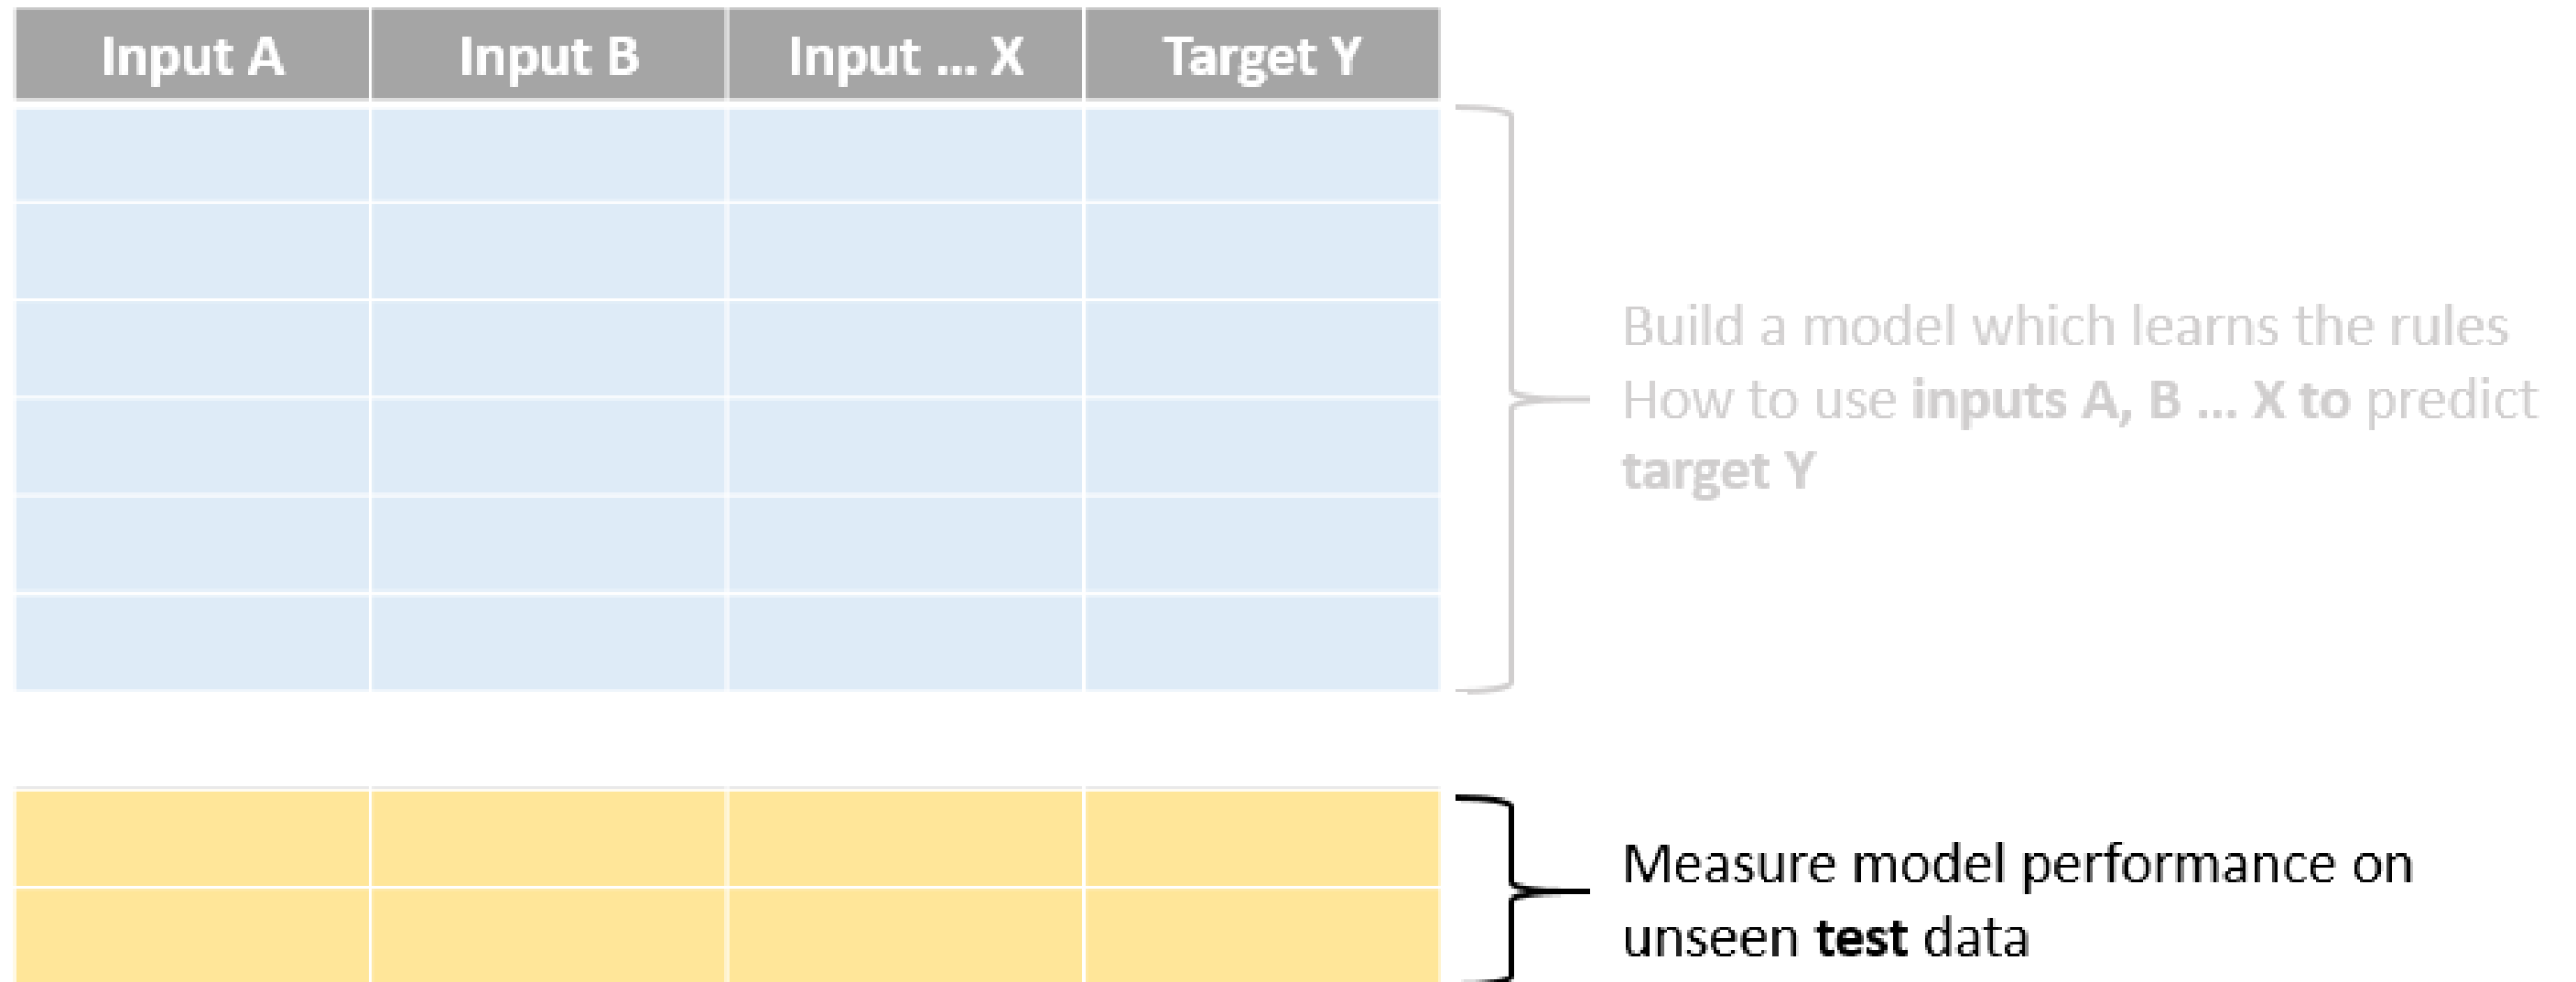 Input A Input B Input ... X Target Y
Build a model which learns the rules
How to use inputs A, B ... X to predict
target Y
Measure model performance on
unseen test data